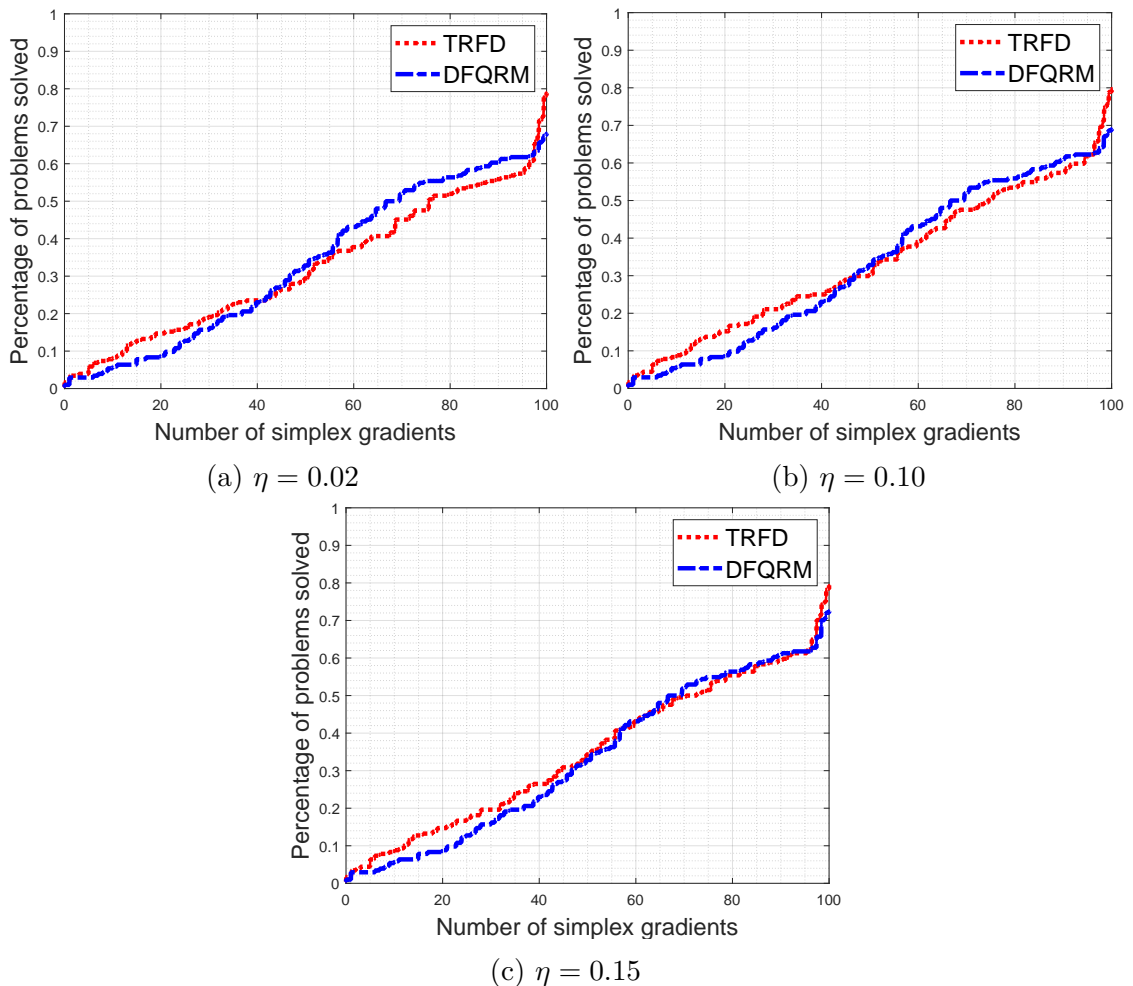 1
0.9
0.8
0.7
0.6
0.5
0.4
0.3
0.2
0.1
0
Percentage of problems solved
TRFD
DFQRM
0 20 40 60 80 100
Number of simplex gradients
(a) η = 0.02
1
0.9
0.8
0.7
0.6
0.5
0.4
0.3
0.2
0.1
0
Percentage of problems solved
TRFD
DFQRM
0 20 40 60 80 100
Number of simplex gradients
(b) η = 0.10
1
0.9
0.8
0.7
0.6
0.5
0.4
0.3
0.2
0.1
0
Percentage of problems solved
TRFD
DFQRM
0 20 40 60 80 100
Number of simplex gradients
(c) η = 0.15